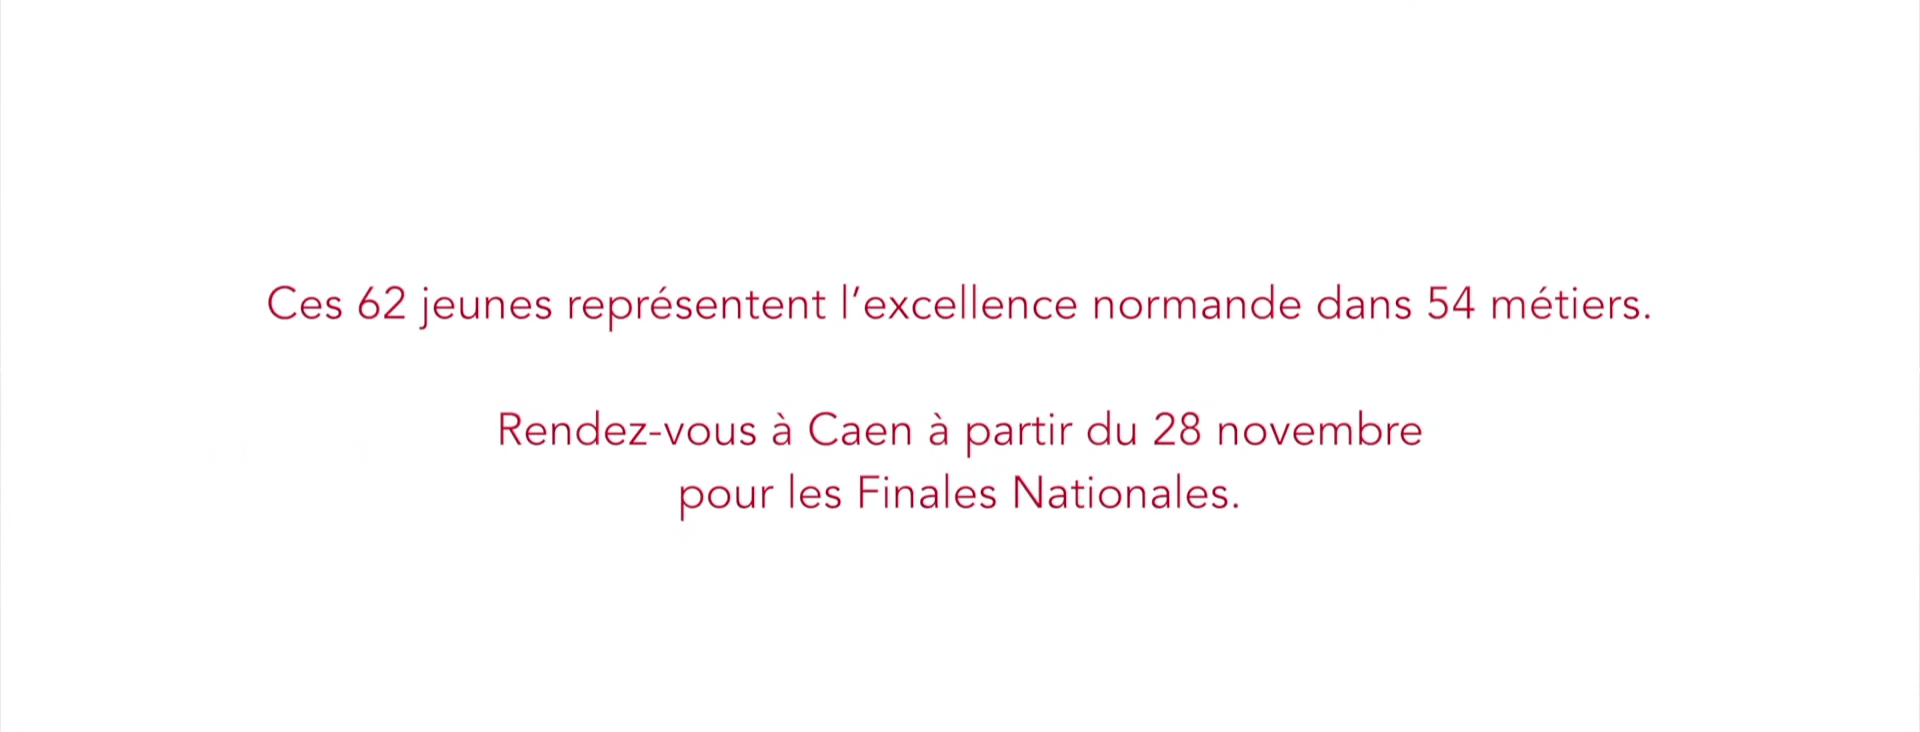 Ces 62 jeunes représentent l’excellence normande dans 54 métiers.
Rendez-vous à Caen à partir du 28 novembre
pour les Finales Nationales.